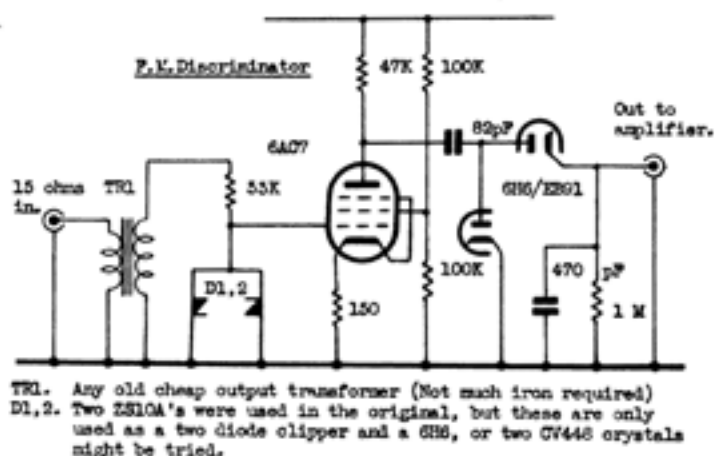 F.M.Discriminator
47K
100K
Out to
amplifier.
82pF
6AC7
15 ohms
in.
TR1
33K
6H6/EB91
D1,2
150
100K
470 pF
1 M
TR1. Any old cheap output transformer (Not much iron required)
D1,2. Two ZS10A's were used in the original, but these are only
used as a two diode clipper and a 6H6, or two CV448 crystals
might be tried.